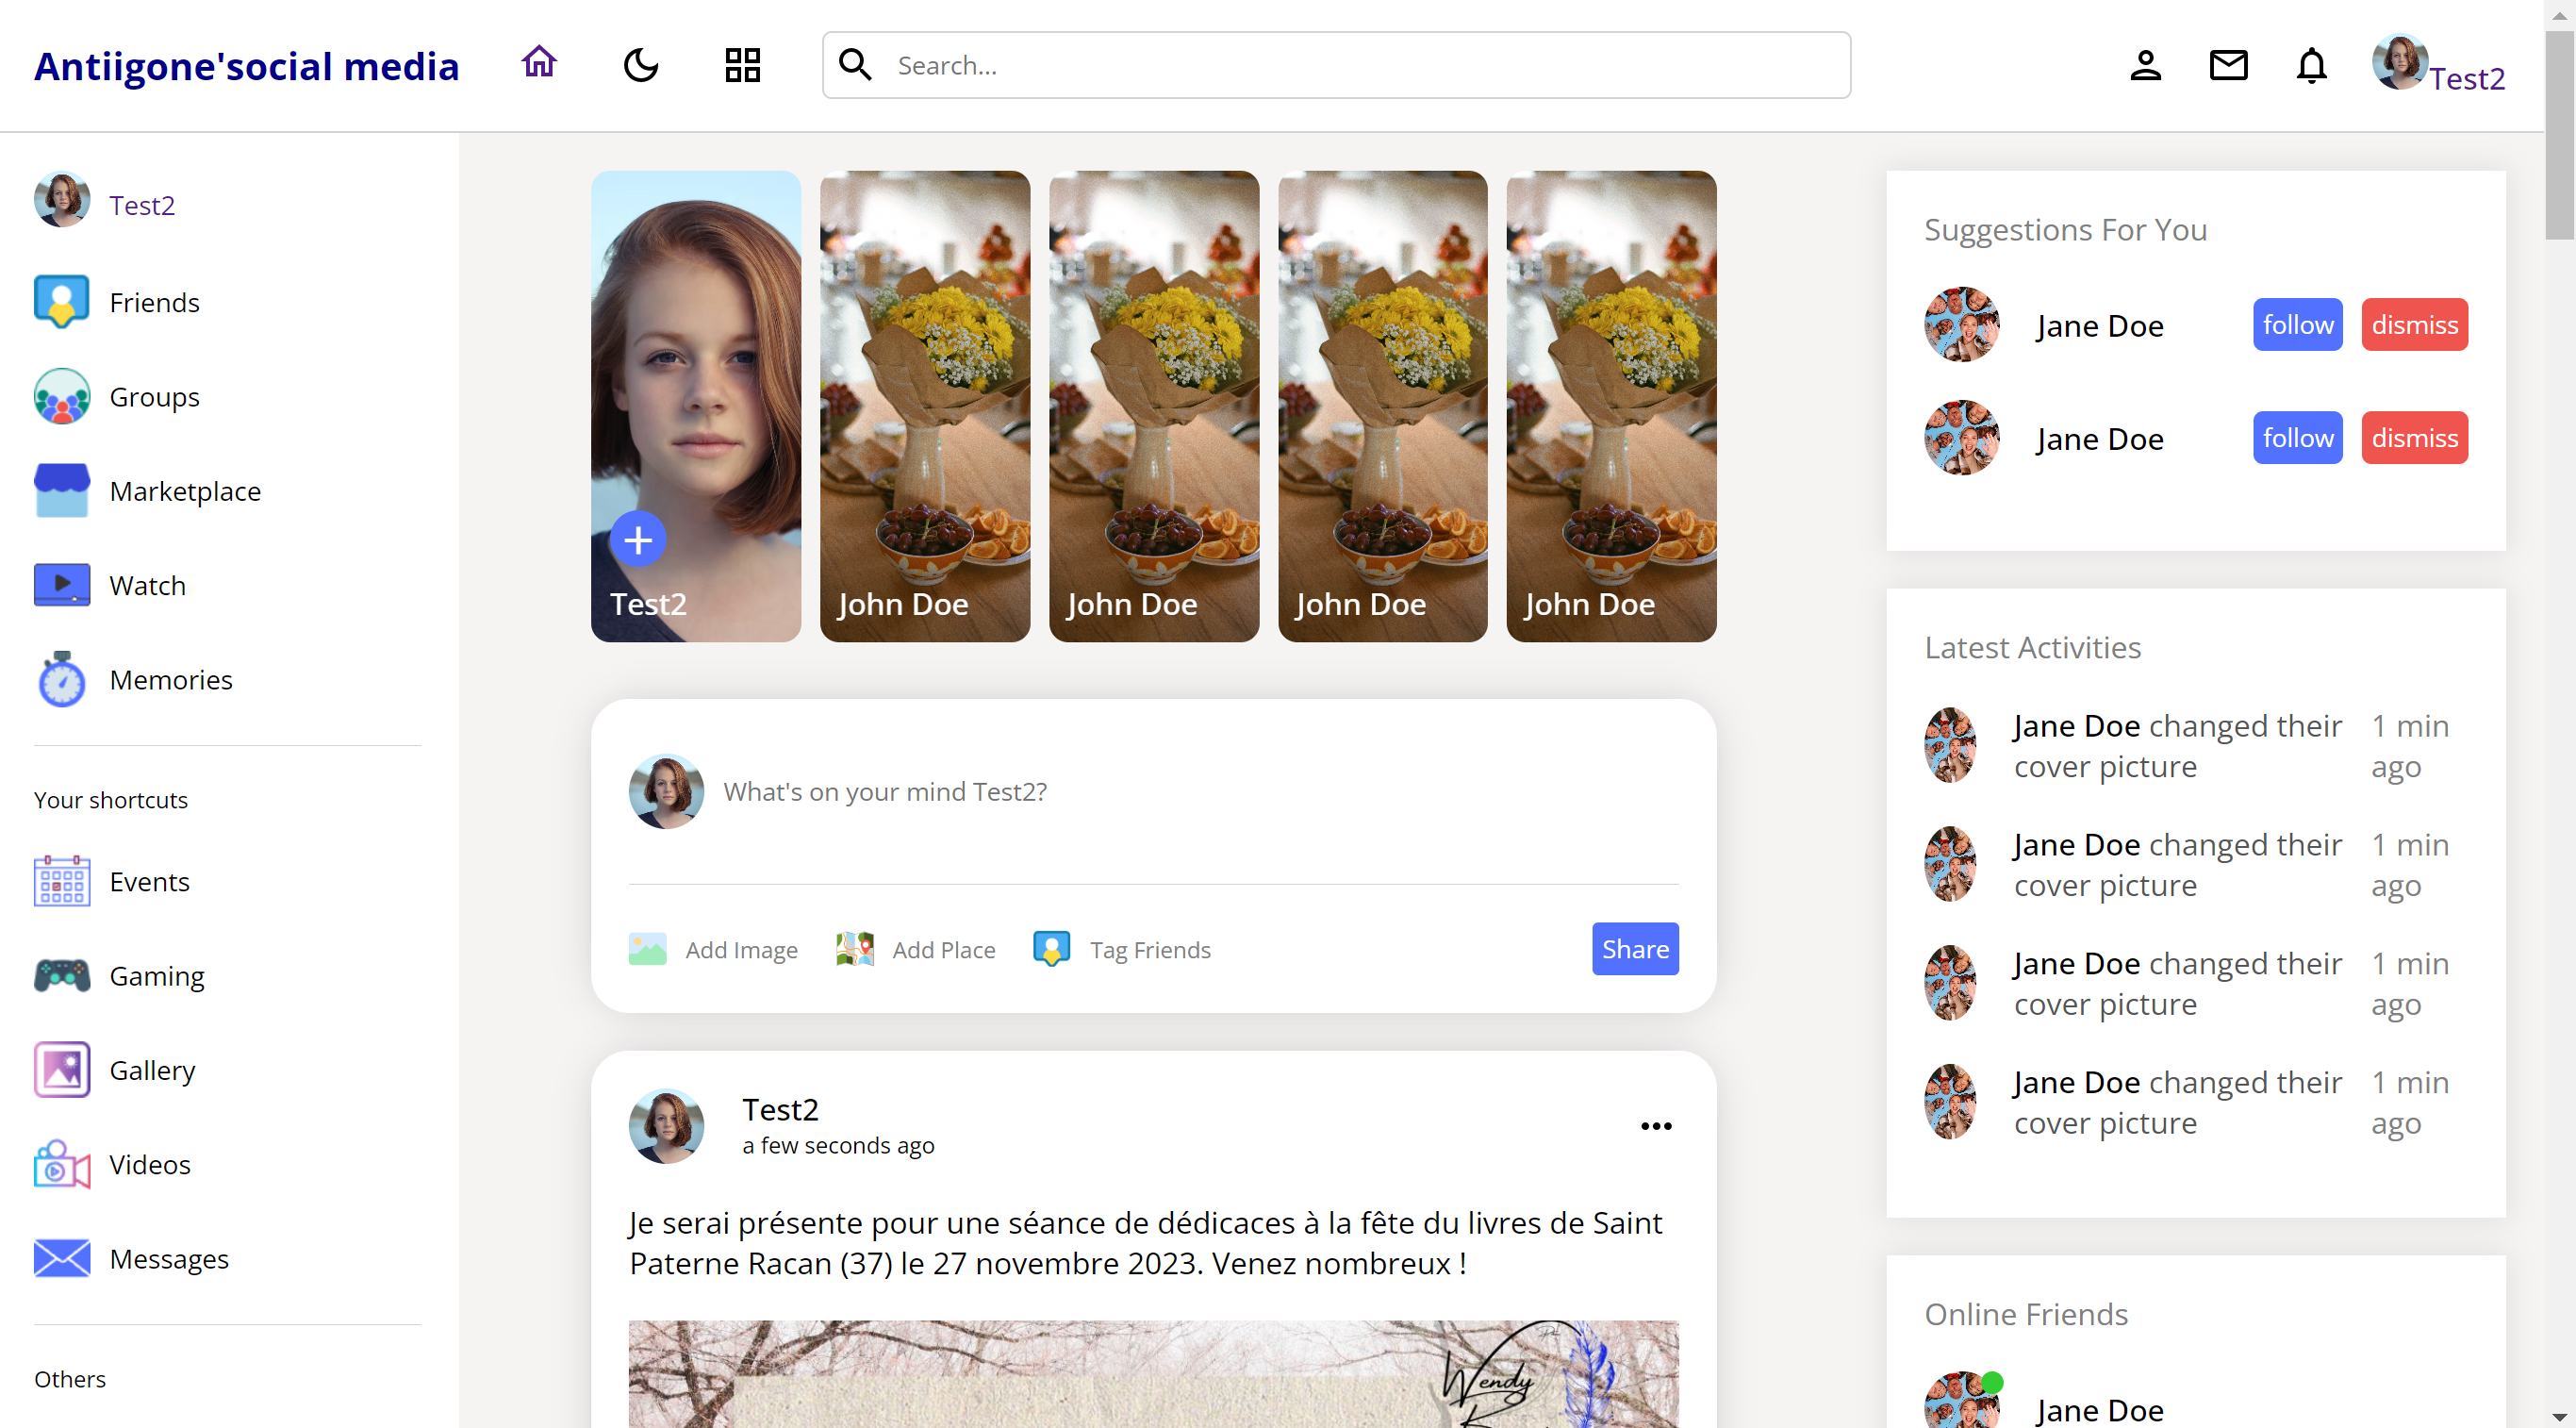 Antiigone'social media
Search...
Test2
Test2
Friends
Groups
Marketplace
Watch
Memories
Your shortcuts
Events
Gaming
Gallery
Videos
Messages
Others
Test2
John Doe
John Doe
John Doe
John Doe
What's on your mind Test2?
Add Image
Add Place
Tag Friends
Share
Test2
a few seconds ago
Je serai présente pour une séance de dédicaces à la fête du livres de Saint
Paterne Racan (37) le 27 novembre 2023. Venez nombreux !
Wendy
Suggestions For You
Jane Doe follow dismiss
Jane Doe follow dismiss
Latest Activities
Jane Doe changed their 1 min
cover picture ago
Jane Doe changed their 1 min
cover picture ago
Jane Doe changed their 1 min
cover picture ago
Jane Doe changed their 1 min
cover picture ago
Online Friends
Jane Doe